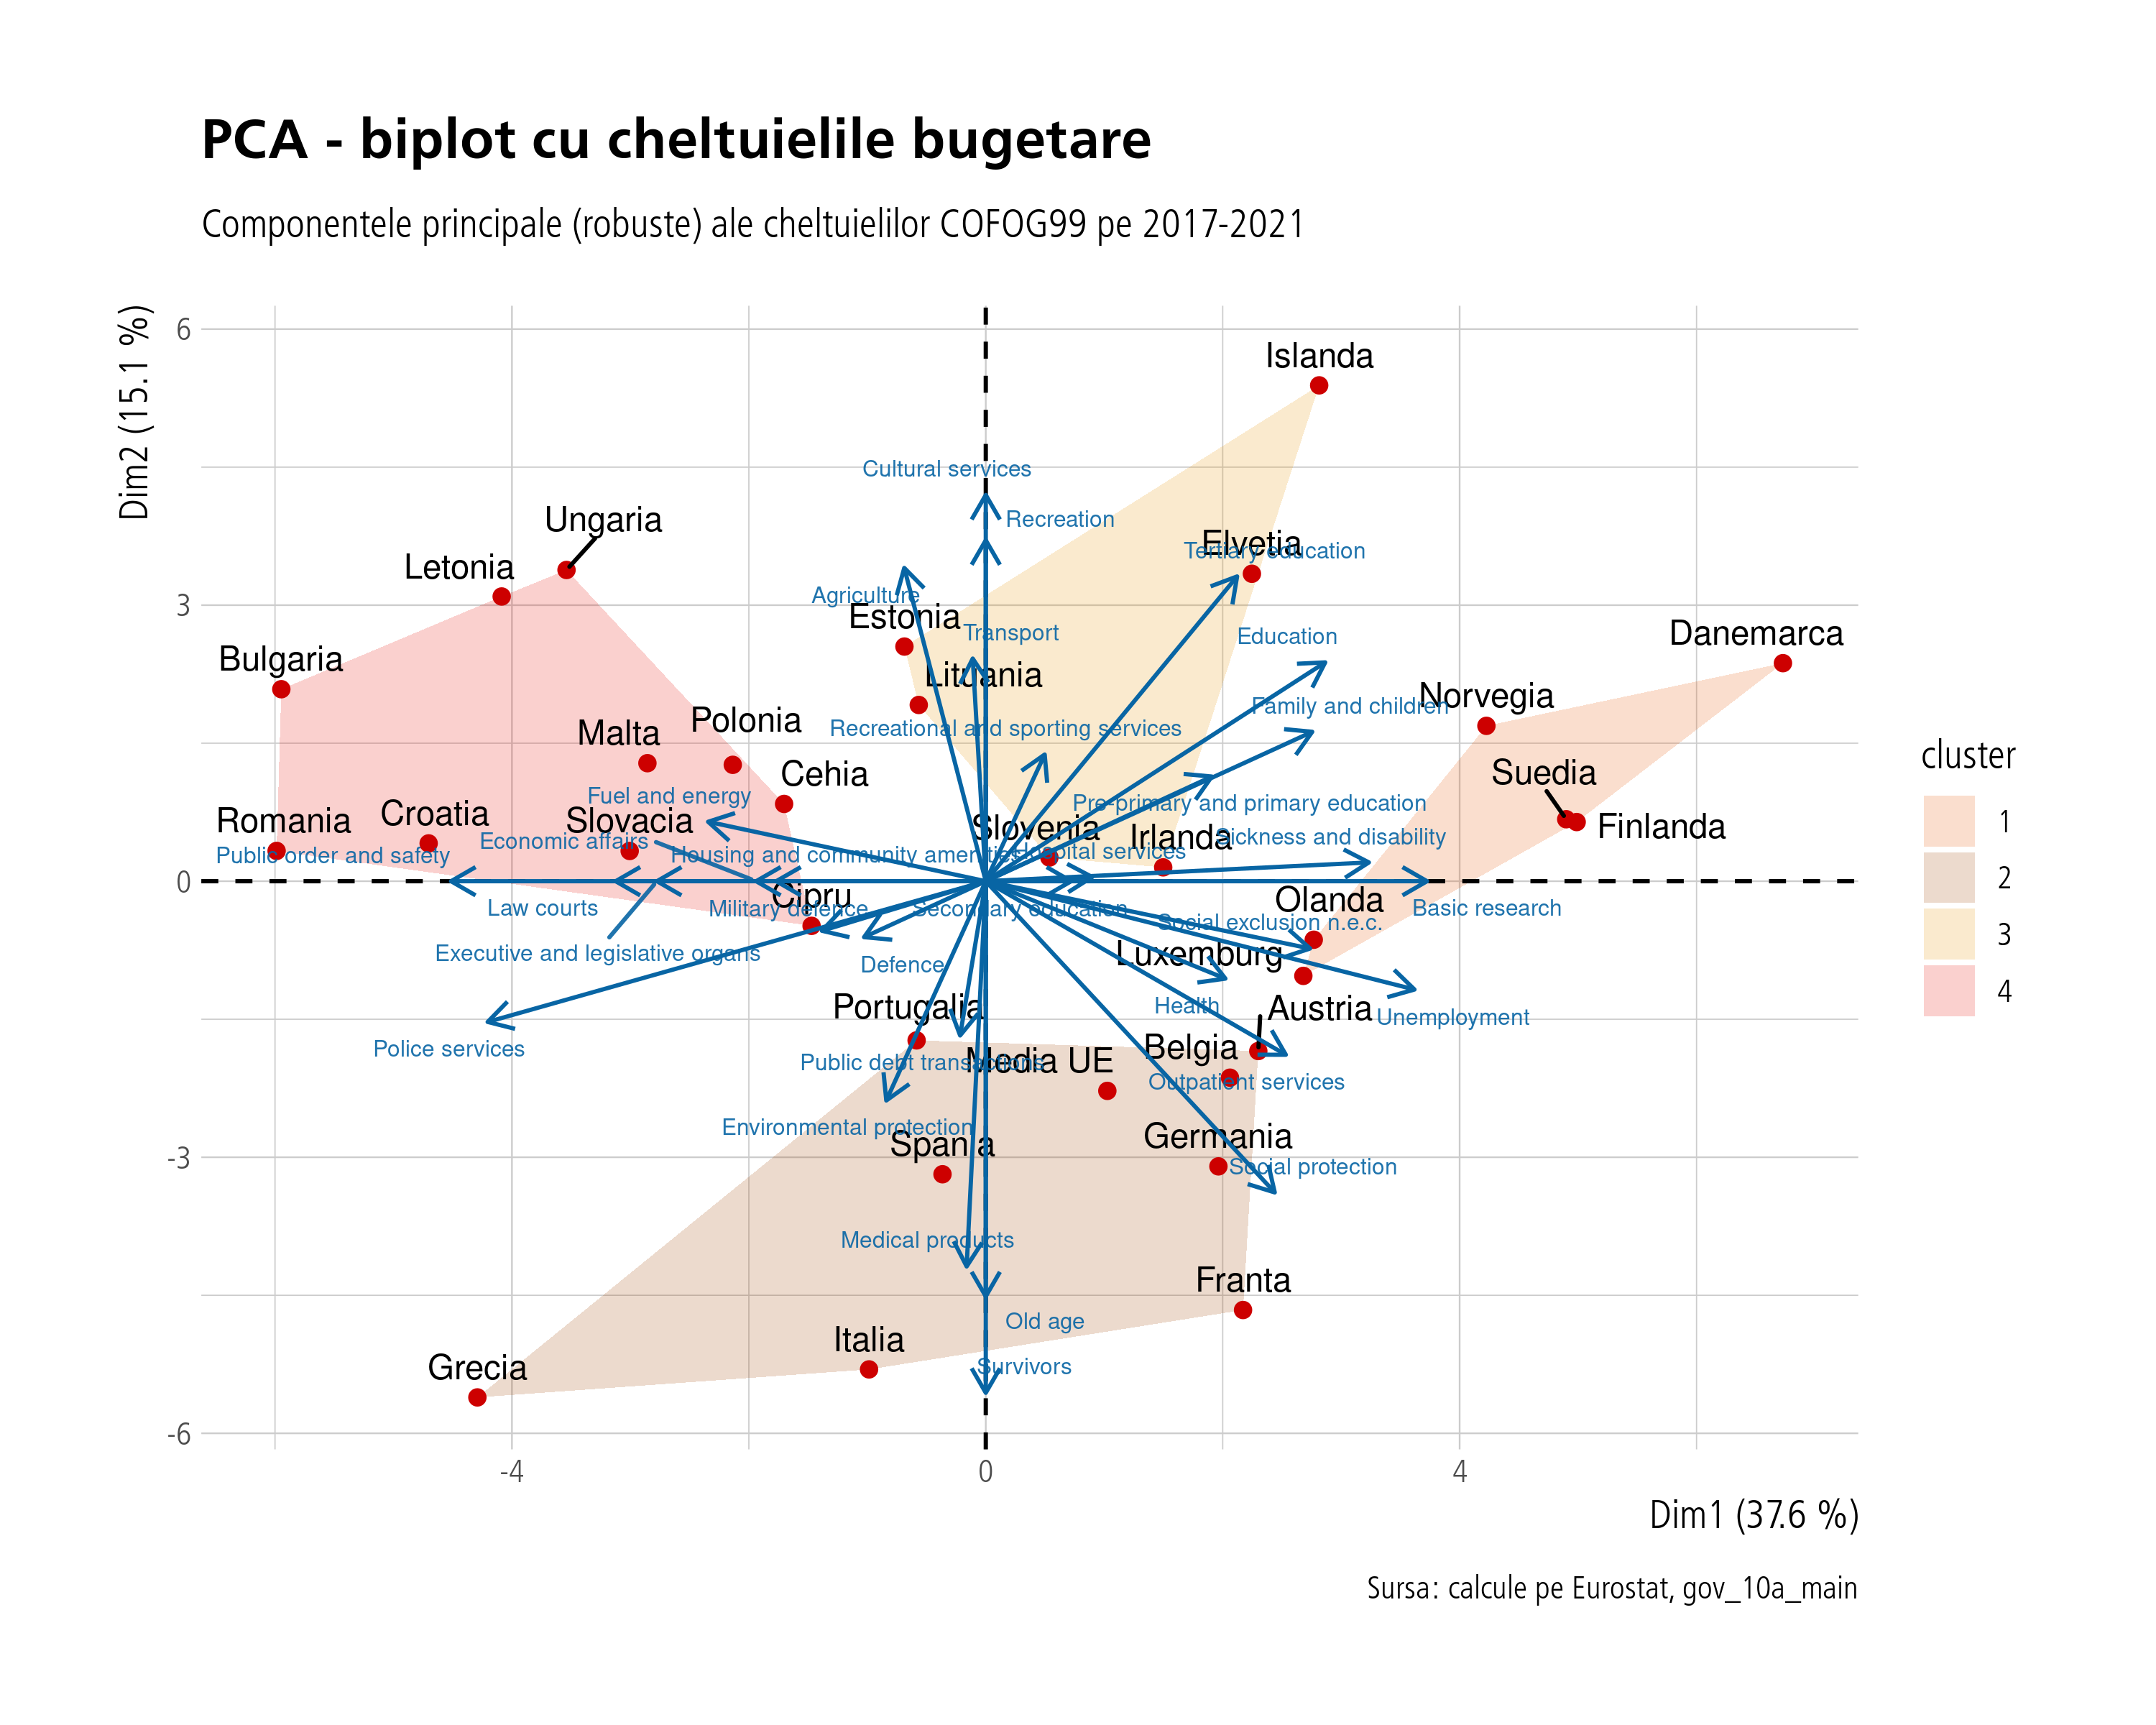 PCA - biplot cu cheltuielile bugetare
Componentele principale (robuste) ale cheltuielilor COFOG99 pe 2017-2021
Dim2 (15.1 %)
6
3
0
-3
-6
Islanda
Cultural services
Ungaria
Recreation
Elvetia
Tertiary education
Letonia
Agriculture
Estonia
Transport
Education
Danemarca
Bulgaria
Lituania
Norvegia
Family and children
Polonia
Recreational and sporting services
Malta
Cehia
Suedia
Fuel and energy
Pre-primary and primary education
Romania
Croatia
Slovacia
Slovenia
Irlanda
Finlanda
Economic affairs
Sickness and disability
Public order and safety
Housing and community amenities
Hospital services
Cipru
Olanda
Law courts
Military defence
Secondary education
Basic research
Social exclusion n.e.c.
Executive and legislative organs
Luxemburg
Defence
Portugalia
Health
Austria
Unemployment
Police services
Belgia
Public debt transactions
Media UE
Outpatient services
Environmental protection
Spania
Germania
Social protection
Medical products
Franta
Old age
Italia
Grecia
Survivors
-4
0
4
Dim1 (37.6 %)
cluster
1
2
3
4
Sursa: calcule pe Eurostat, gov_10a_main